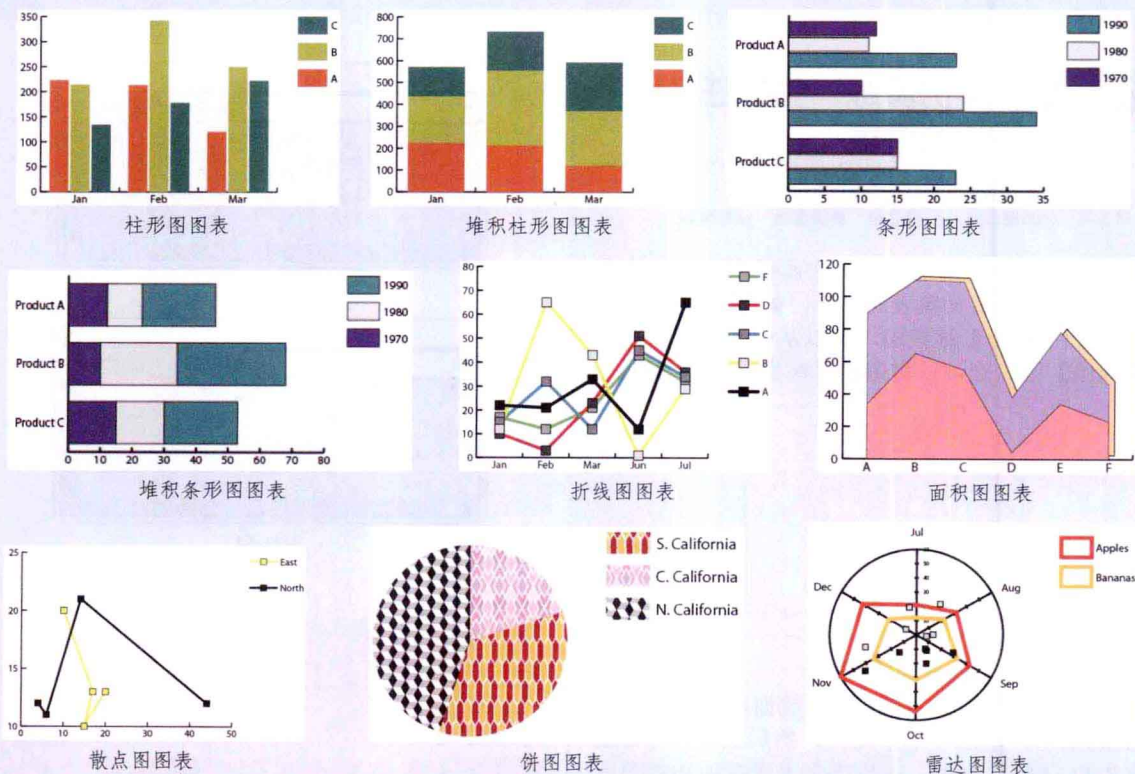 350
300
250
200
150
100
50
0
Jan
Feb
Mar
C
B
A
柱形图图表
800
700
600
500
400
300
200
100
0
Jan
Feb
Mar
C
B
A
堆积柱形图图表
Product A
Product B
Product C
0 5 10 15 20 25 30 35
1990
1980
1970
条形图图表
Product A
Product B
Product C
0 10 20 30 40 50 60 70 80
1990
1980
1970
堆积条形图图表
80
70
60
50
40
30
20
10
0
Jan Feb Mar Jun Jul
F
D
C
B
A
折线图图表
120
100
80
60
40
20
0
A B C D E F
面积图图表
25
20
15
10
0 10 20 30 40 50
East
North
散点图图表
S. California
C. California
N. California
饼图图表
Jul
Aug
Sep
Oct
Nov
Dec
50
40
30
Apples
Bananas
雷达图图表